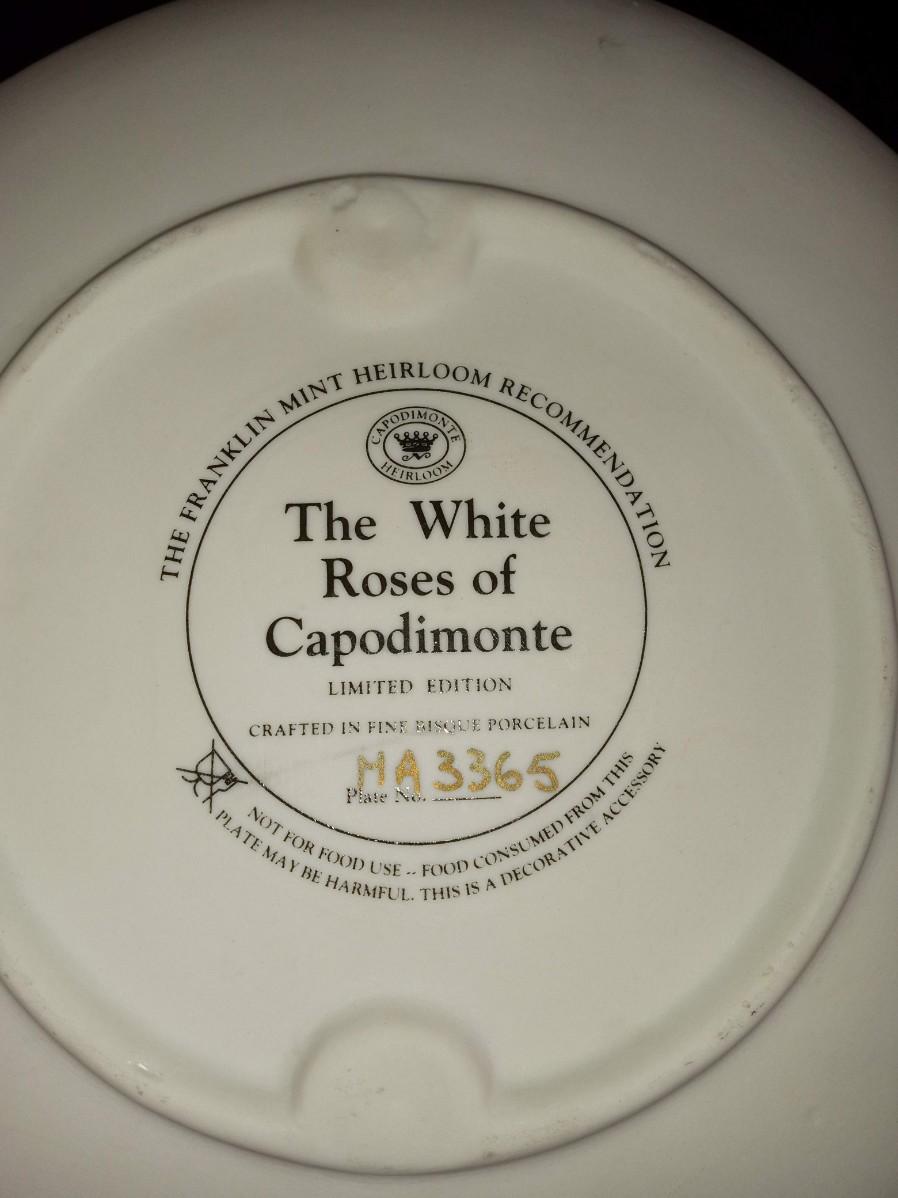 THE FRANKLIN MINT HEIRLOOM RECOMMENDATION
CAPODIMONTE
HEIRLOOM
The White
Roses of
Capodimonte
LIMITED EDITION
CRAFTED IN FINE BISQUE PORCELAIN
HA3365
Plate No.
NOT FOR FOOD USE -- FOOD CONSUMED FROM THIS
PLATE MAY BE HARMFUL. THIS IS A DECORATIVE ACCESSORY